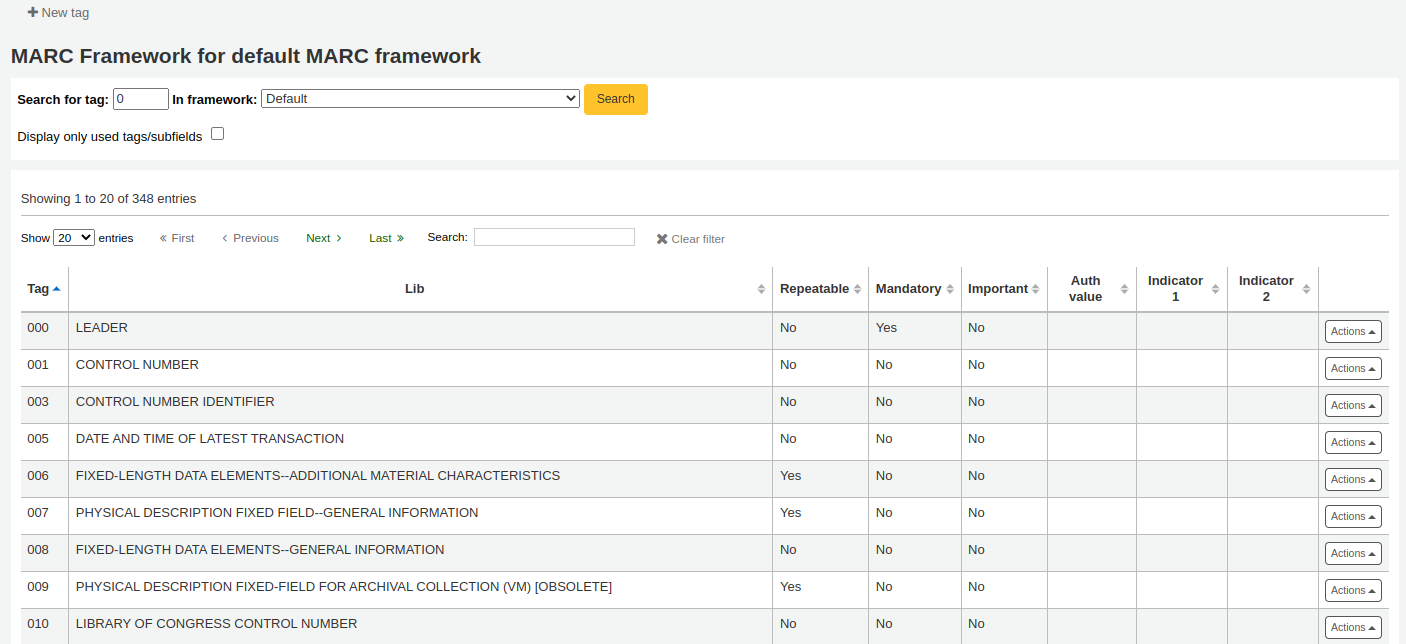 New tag
MARC Framework for default MARC framework
Search for tag: 0 In framework: Default Search
Display only used tags/subfields
Showing 1 to 20 of 348 entries
Show 20 entries « First ‹ Previous Next › Last » Search: Clear filter
Tag Lib Repeatable Mandatory Important Auth value Indicator 1 Indicator 2
000 LEADER No Yes No Actions
001 CONTROL NUMBER No No No Actions
003 CONTROL NUMBER IDENTIFIER No No No Actions
005 DATE AND TIME OF LATEST TRANSACTION No No No Actions
006 FIXED-LENGTH DATA ELEMENTS--ADDITIONAL MATERIAL CHARACTERISTICS Yes No No Actions
007 PHYSICAL DESCRIPTION FIXED FIELD--GENERAL INFORMATION Yes No No Actions
008 FIXED-LENGTH DATA ELEMENTS--GENERAL INFORMATION No No No Actions
009 PHYSICAL DESCRIPTION FIXED-FIELD FOR ARCHIVAL COLLECTION (VM) [OBSOLETE] Yes No No Actions
010 LIBRARY OF CONGRESS CONTROL NUMBER No No No Actions